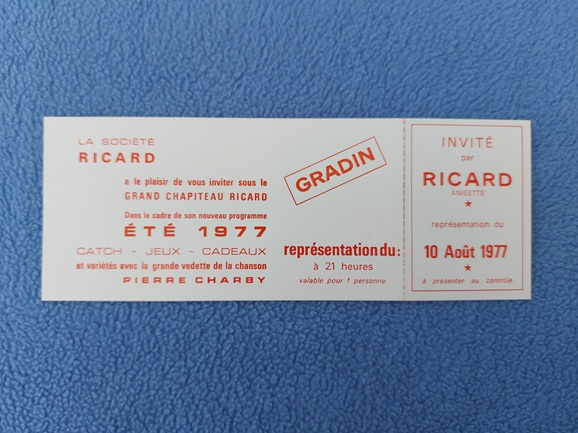 LA SOCIÉTÉ
RICARD
a le plaisir de vous inviter sous le
GRAND CHAPITEAU RICARD
Dans le cadre de son nouveau programme
ÉTÉ 1977
CATCH - JEUX - CADEAUX
et variétés avec la grande vedette de la chanson
PIERRE CHARBY
GRADIN
représentation du :
à 21 heures
valable pour 1 personne
INVITÉ
par
RICARD
ANISETTE
★
représentation du
10 Août 1977
★
à présenter au contrôle